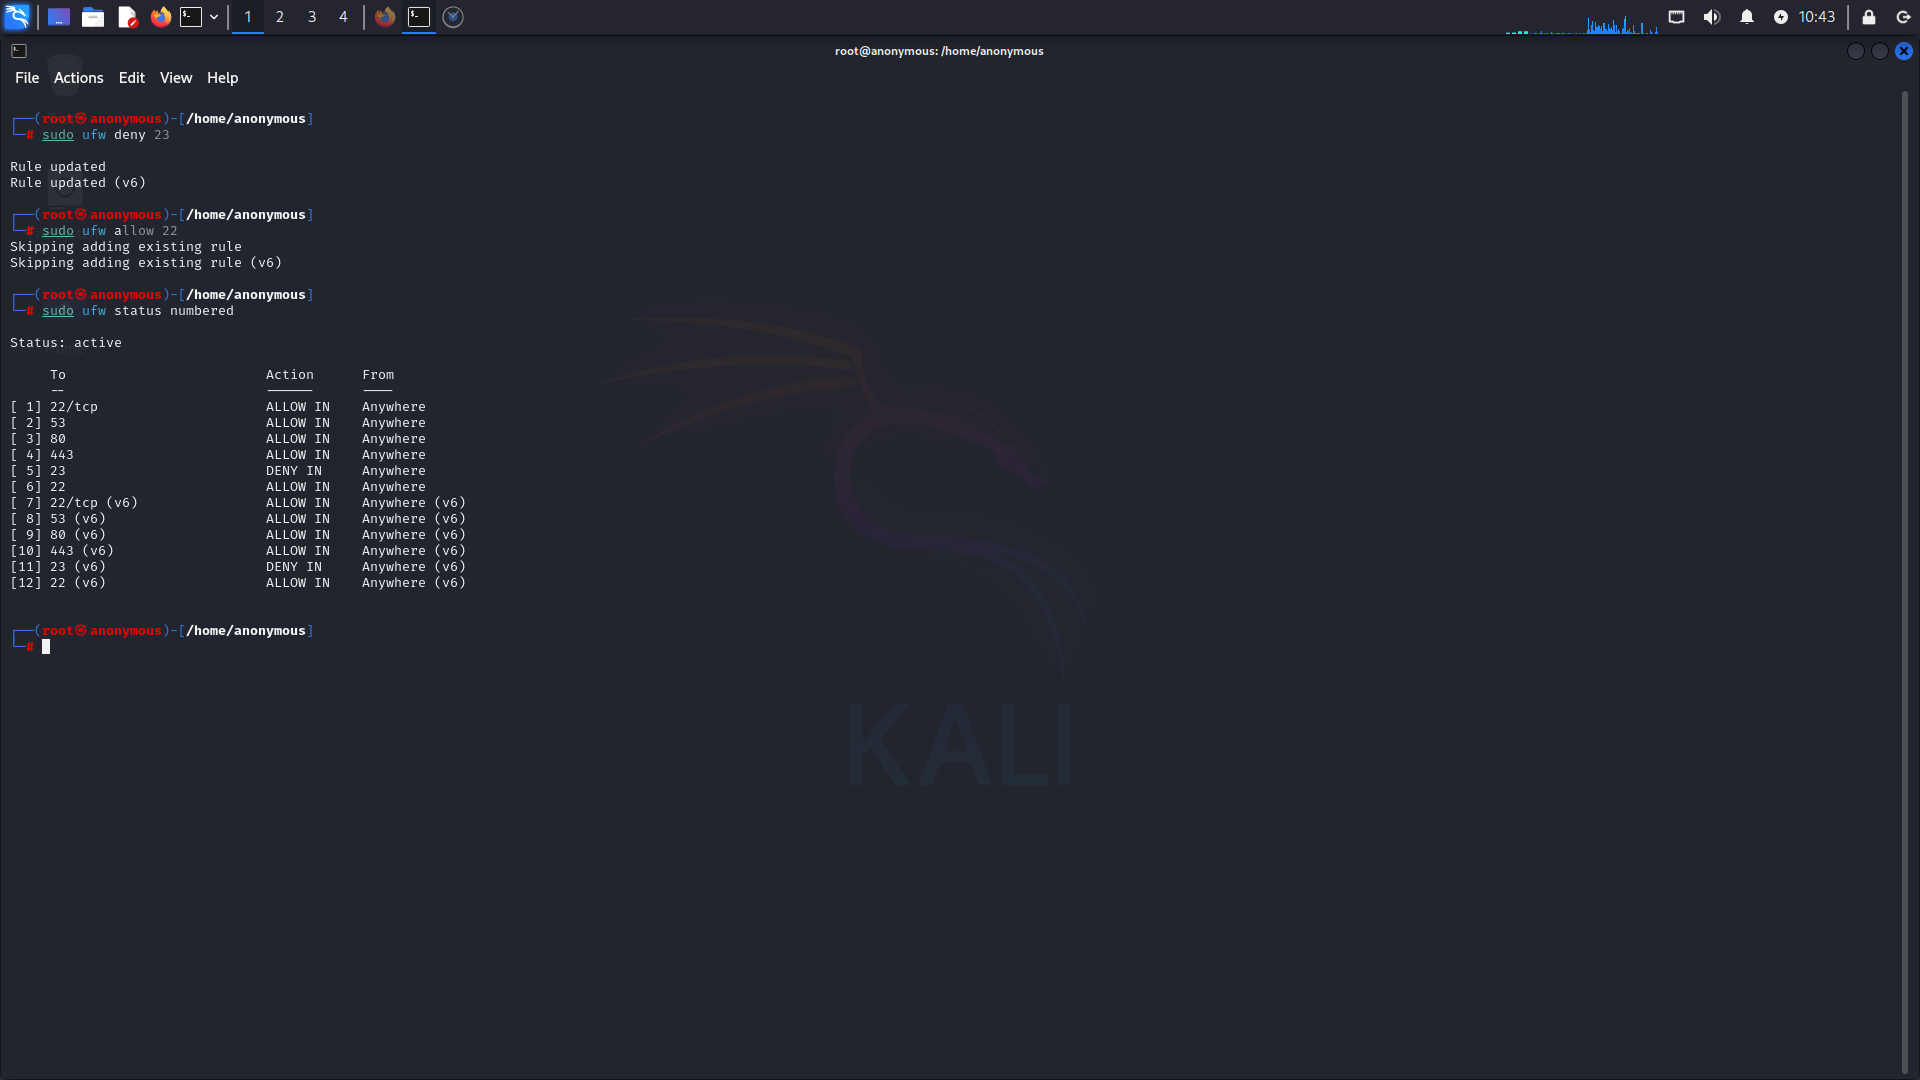 1 2 3 4 10:43
root@anonymous: /home/anonymous
File Actions Edit View Help
┌──(root㉿anonymous)-[/home/anonymous]
└─# sudo ufw deny 23
Rule updated
Rule updated (v6)
┌──(root㉿anonymous)-[/home/anonymous]
└─# sudo ufw allow 22
Skipping adding existing rule
Skipping adding existing rule (v6)
┌──(root㉿anonymous)-[/home/anonymous]
└─# sudo ufw status numbered
Status: active
To Action From
-- ------ ----
[ 1] 22/tcp ALLOW IN Anywhere
[ 2] 53 ALLOW IN Anywhere
[ 3] 80 ALLOW IN Anywhere
[ 4] 443 ALLOW IN Anywhere
[ 5] 23 DENY IN Anywhere
[ 6] 22 ALLOW IN Anywhere
[ 7] 22/tcp (v6) ALLOW IN Anywhere (v6)
[ 8] 53 (v6) ALLOW IN Anywhere (v6)
[ 9] 80 (v6) ALLOW IN Anywhere (v6)
[10] 443 (v6) ALLOW IN Anywhere (v6)
[11] 23 (v6) DENY IN Anywhere (v6)
[12] 22 (v6) ALLOW IN Anywhere (v6)
┌──(root㉿anonymous)-[/home/anonymous]
└─#
KALI